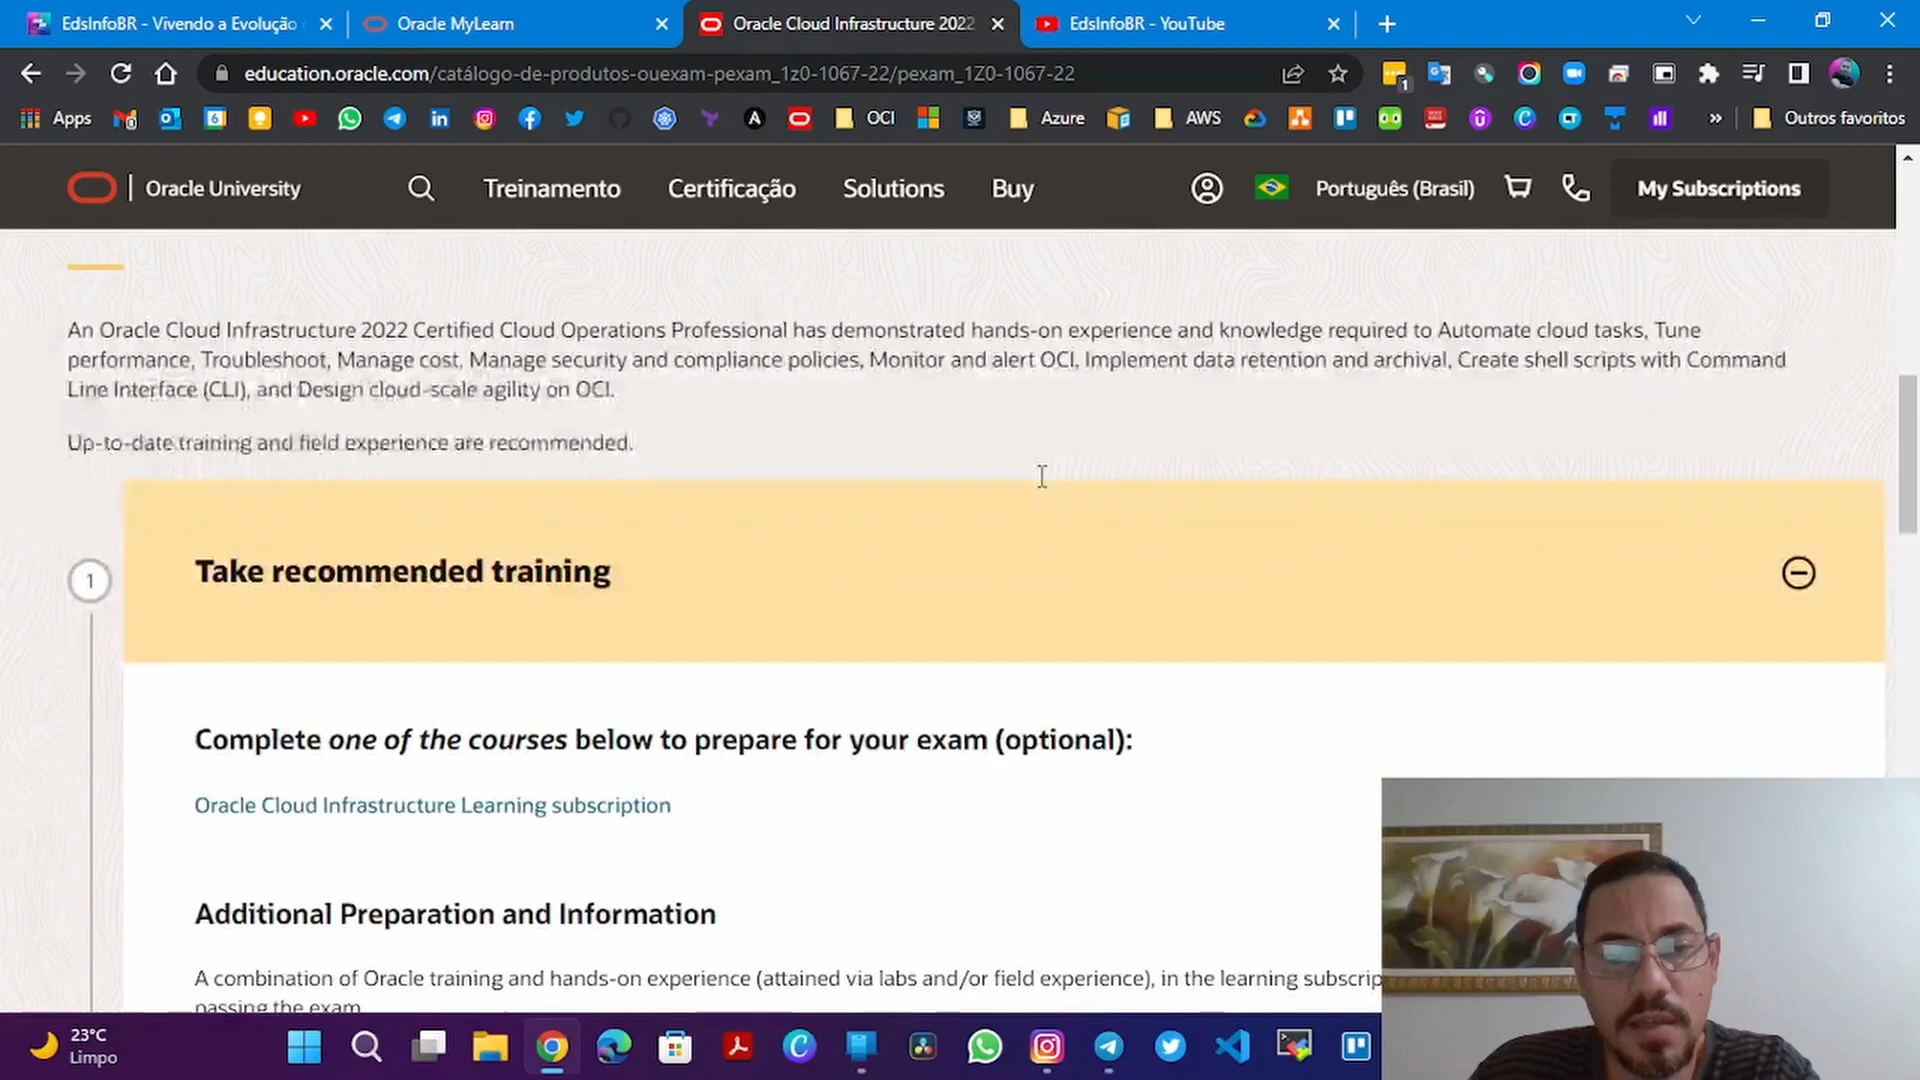 EdsInfoBR - Vivendo a Evolução
Oracle MyLearn
Oracle Cloud Infrastructure 2022
EdsInfoBR - YouTube
education.oracle.com/catálogo-de-produtos-ouexam-pexam_1z0-1067-22/pexam_1Z0-1067-22
1
Apps
6
OCI
Azure
AWS
»
Outros favoritos
Oracle University
Treinamento
Certificação
Solutions
Buy
Português (Brasil)
My Subscriptions
An Oracle Cloud Infrastructure 2022 Certified Cloud Operations Professional has demonstrated hands-on experience and knowledge required to Automate cloud tasks, Tune
performance, Troubleshoot, Manage cost, Manage security and compliance policies, Monitor and alert OCI, Implement data retention and archival, Create shell scripts with Command
Line Interface (CLI), and Design cloud-scale agility on OCI.
Up-to-date training and field experience are recommended.
1
Take recommended training
Complete one of the courses below to prepare for your exam (optional):
Oracle Cloud Infrastructure Learning subscription
Additional Preparation and Information
A combination of Oracle training and hands-on experience (attained via labs and/or field experience), in the learning subscrip
passing the exam
23°C
Limpo